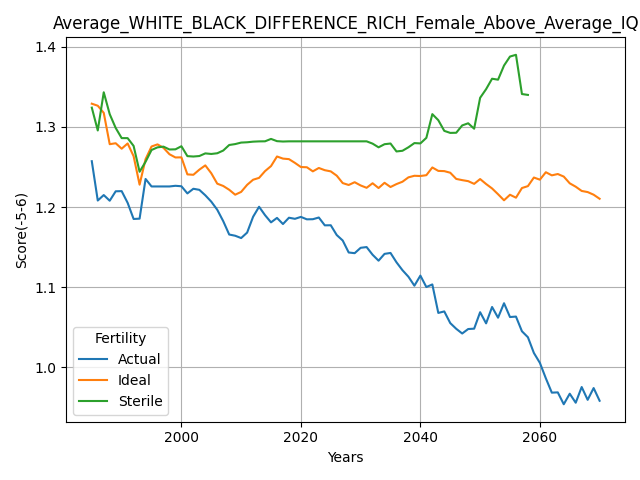 Average_WHITE_BLACK_DIFFERENCE_RICH_Female_Above_Average_IQ
Score(-5-6)
1.4
1.3
1.2
1.1
1.0
Fertility
Actual
Ideal
Sterile
2000 2020 2040 2060
Years